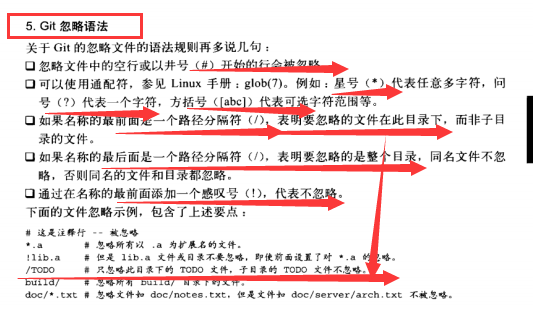 5. Git 忽略语法
关于 Git 的忽略文件的语法规则再多说几句：
忽略文件中的空行或以井号（#）开始的行会被忽略。
可以使用通配符，参见 Linux 手册：glob(7)。例如：星号（*）代表任意多字符，问
号（?）代表一个字符，方括号（[abc]）代表可选字符范围等。
如果名称的最前面是一个路径分隔符（/），表明要忽略的文件在此目录下，而非子目
录的文件。
如果名称的最后面是一个路径分隔符（/），表明要忽略的是整个目录，同名文件不忽
略，否则同名的文件和目录都忽略。
通过在名称的最前面添加一个感叹号（!），代表不忽略。
下面的文件忽略示例，包含了上述要点：
# 这是注释行 -- 被忽略
*.a # 忽略所有以 .a 为扩展名的文件。
!lib.a # 但是 lib.a 文件或目录不要忽略，即使前面设置了对 *.a 的忽略。
/TODO # 只忽略此目录下的 TODO 文件，子目录的 TODO 文件不忽略。
build/ # 忽略所有 build/ 目录下的文件。
doc/*.txt # 忽略文件如 doc/notes.txt，但是文件如 doc/server/arch.txt 不被忽略。